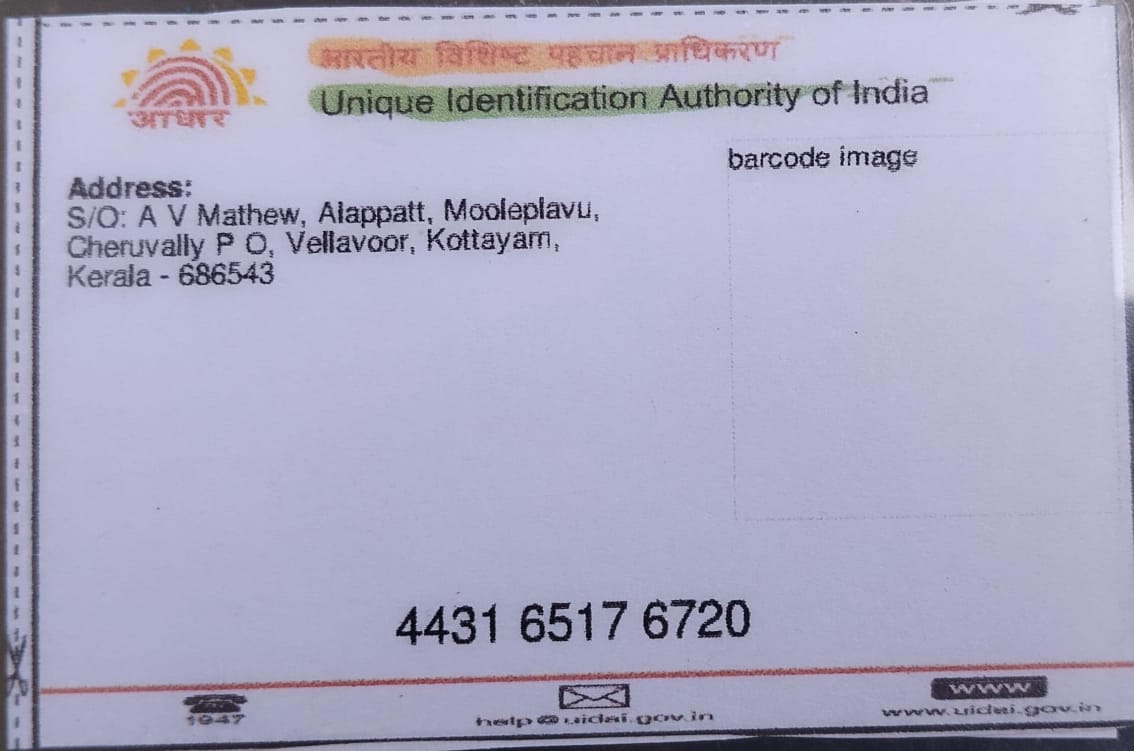 भारतीय विशिष्ट पहचान प्राधिकरण
Unique Identification Authority of India
आधार
barcode image
Address:
S/O: A V Mathew, Alappatt, Mooleplavu,
Cheruvally P O, Vellavoor, Kottayam,
Kerala - 686543
4431 6517 6720
1947
help@uidai.gov.in
WWW
www.uidai.gov.in